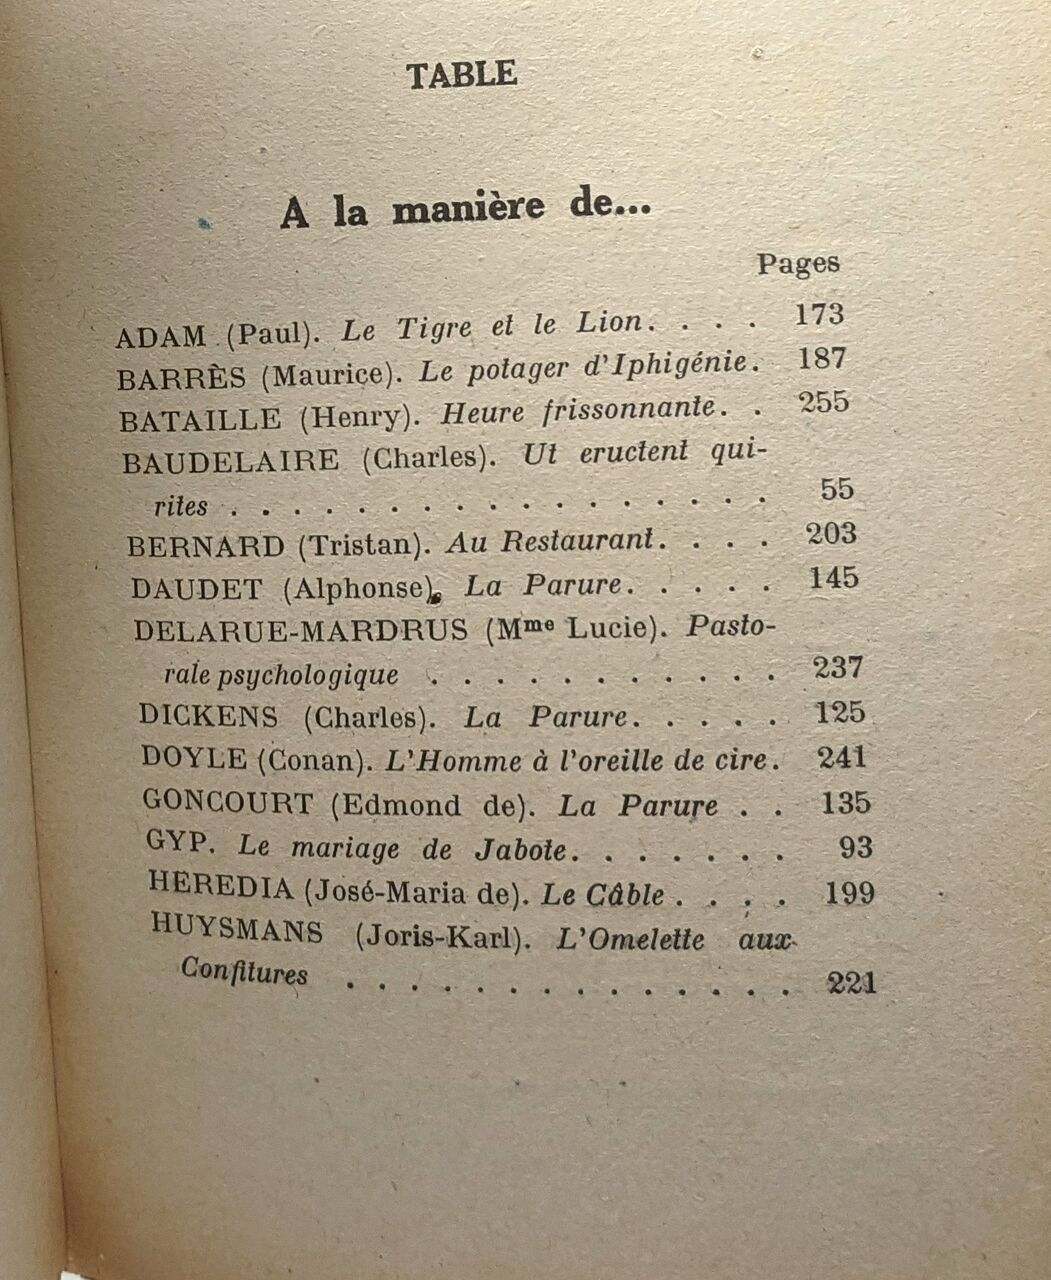 TABLE
A la manière de...
Pages
ADAM (Paul). Le Tigre et le Lion. . . . 173
BARRÈS (Maurice). Le potager d'Iphigénie. 187
BATAILLE (Henry). Heure frissonnante. . 255
BAUDELAIRE (Charles). Ut eructent qui-
rites . . . . . . . . . . . . . . . . . . 55
BERNARD (Tristan). Au Restaurant. . . . 203
DAUDET (Alphonse). La Parure. . . . . 145
DELARUE-MARDRUS (Mme Lucie). Pasto-
rale psychologique . . . . . . . . . . . 237
DICKENS (Charles). La Parure. . . . . 125
DOYLE (Conan). L'Homme à l'oreille de cire. 241
GONCOURT (Edmond de). La Parure . . 135
GYP. Le mariage de Jabote. . . . . . . 93
HEREDIA (José-Maria de). Le Câble . . . . 199
HUYSMANS (Joris-Karl). L'Omelette aux
Confitures . . . . . . . . . . . . . . 221